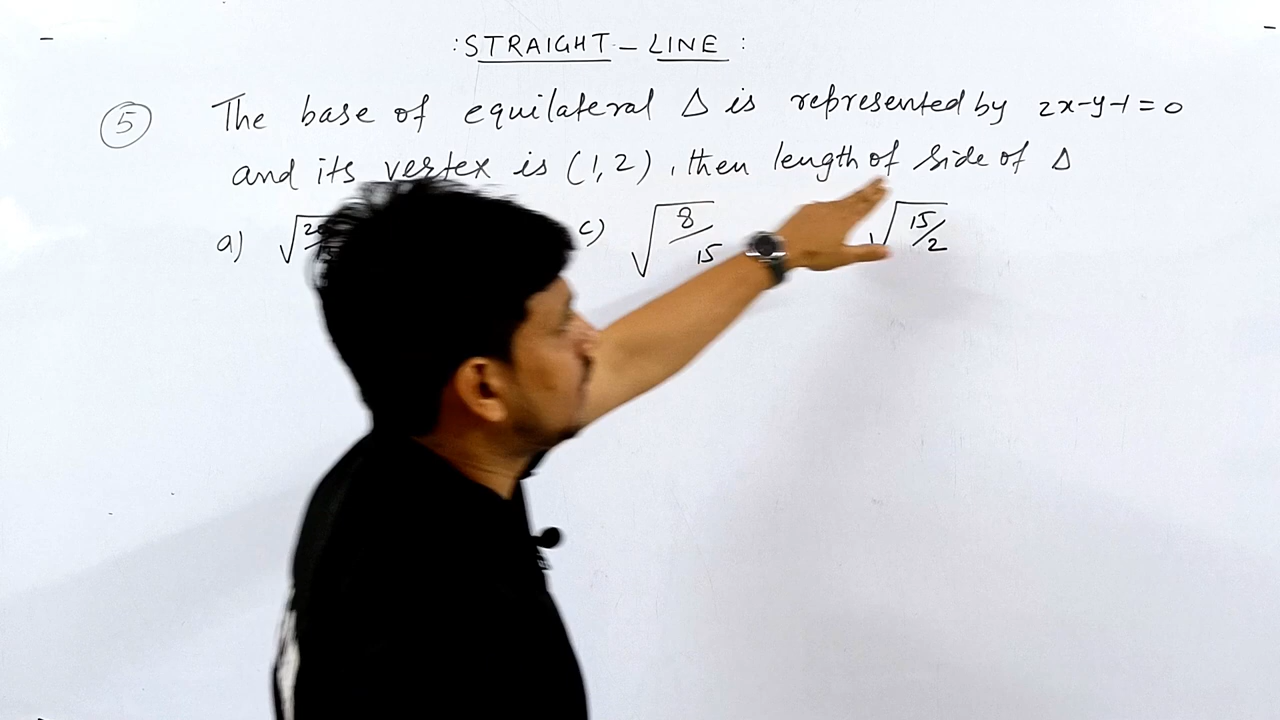 : STRAIGHT - LINE :
5 The base of equilateral Δ is represented by 2x-y-1=0
and its vertex is (1,2), then length of side of Δ
a) √ c) √8/15 √15/2